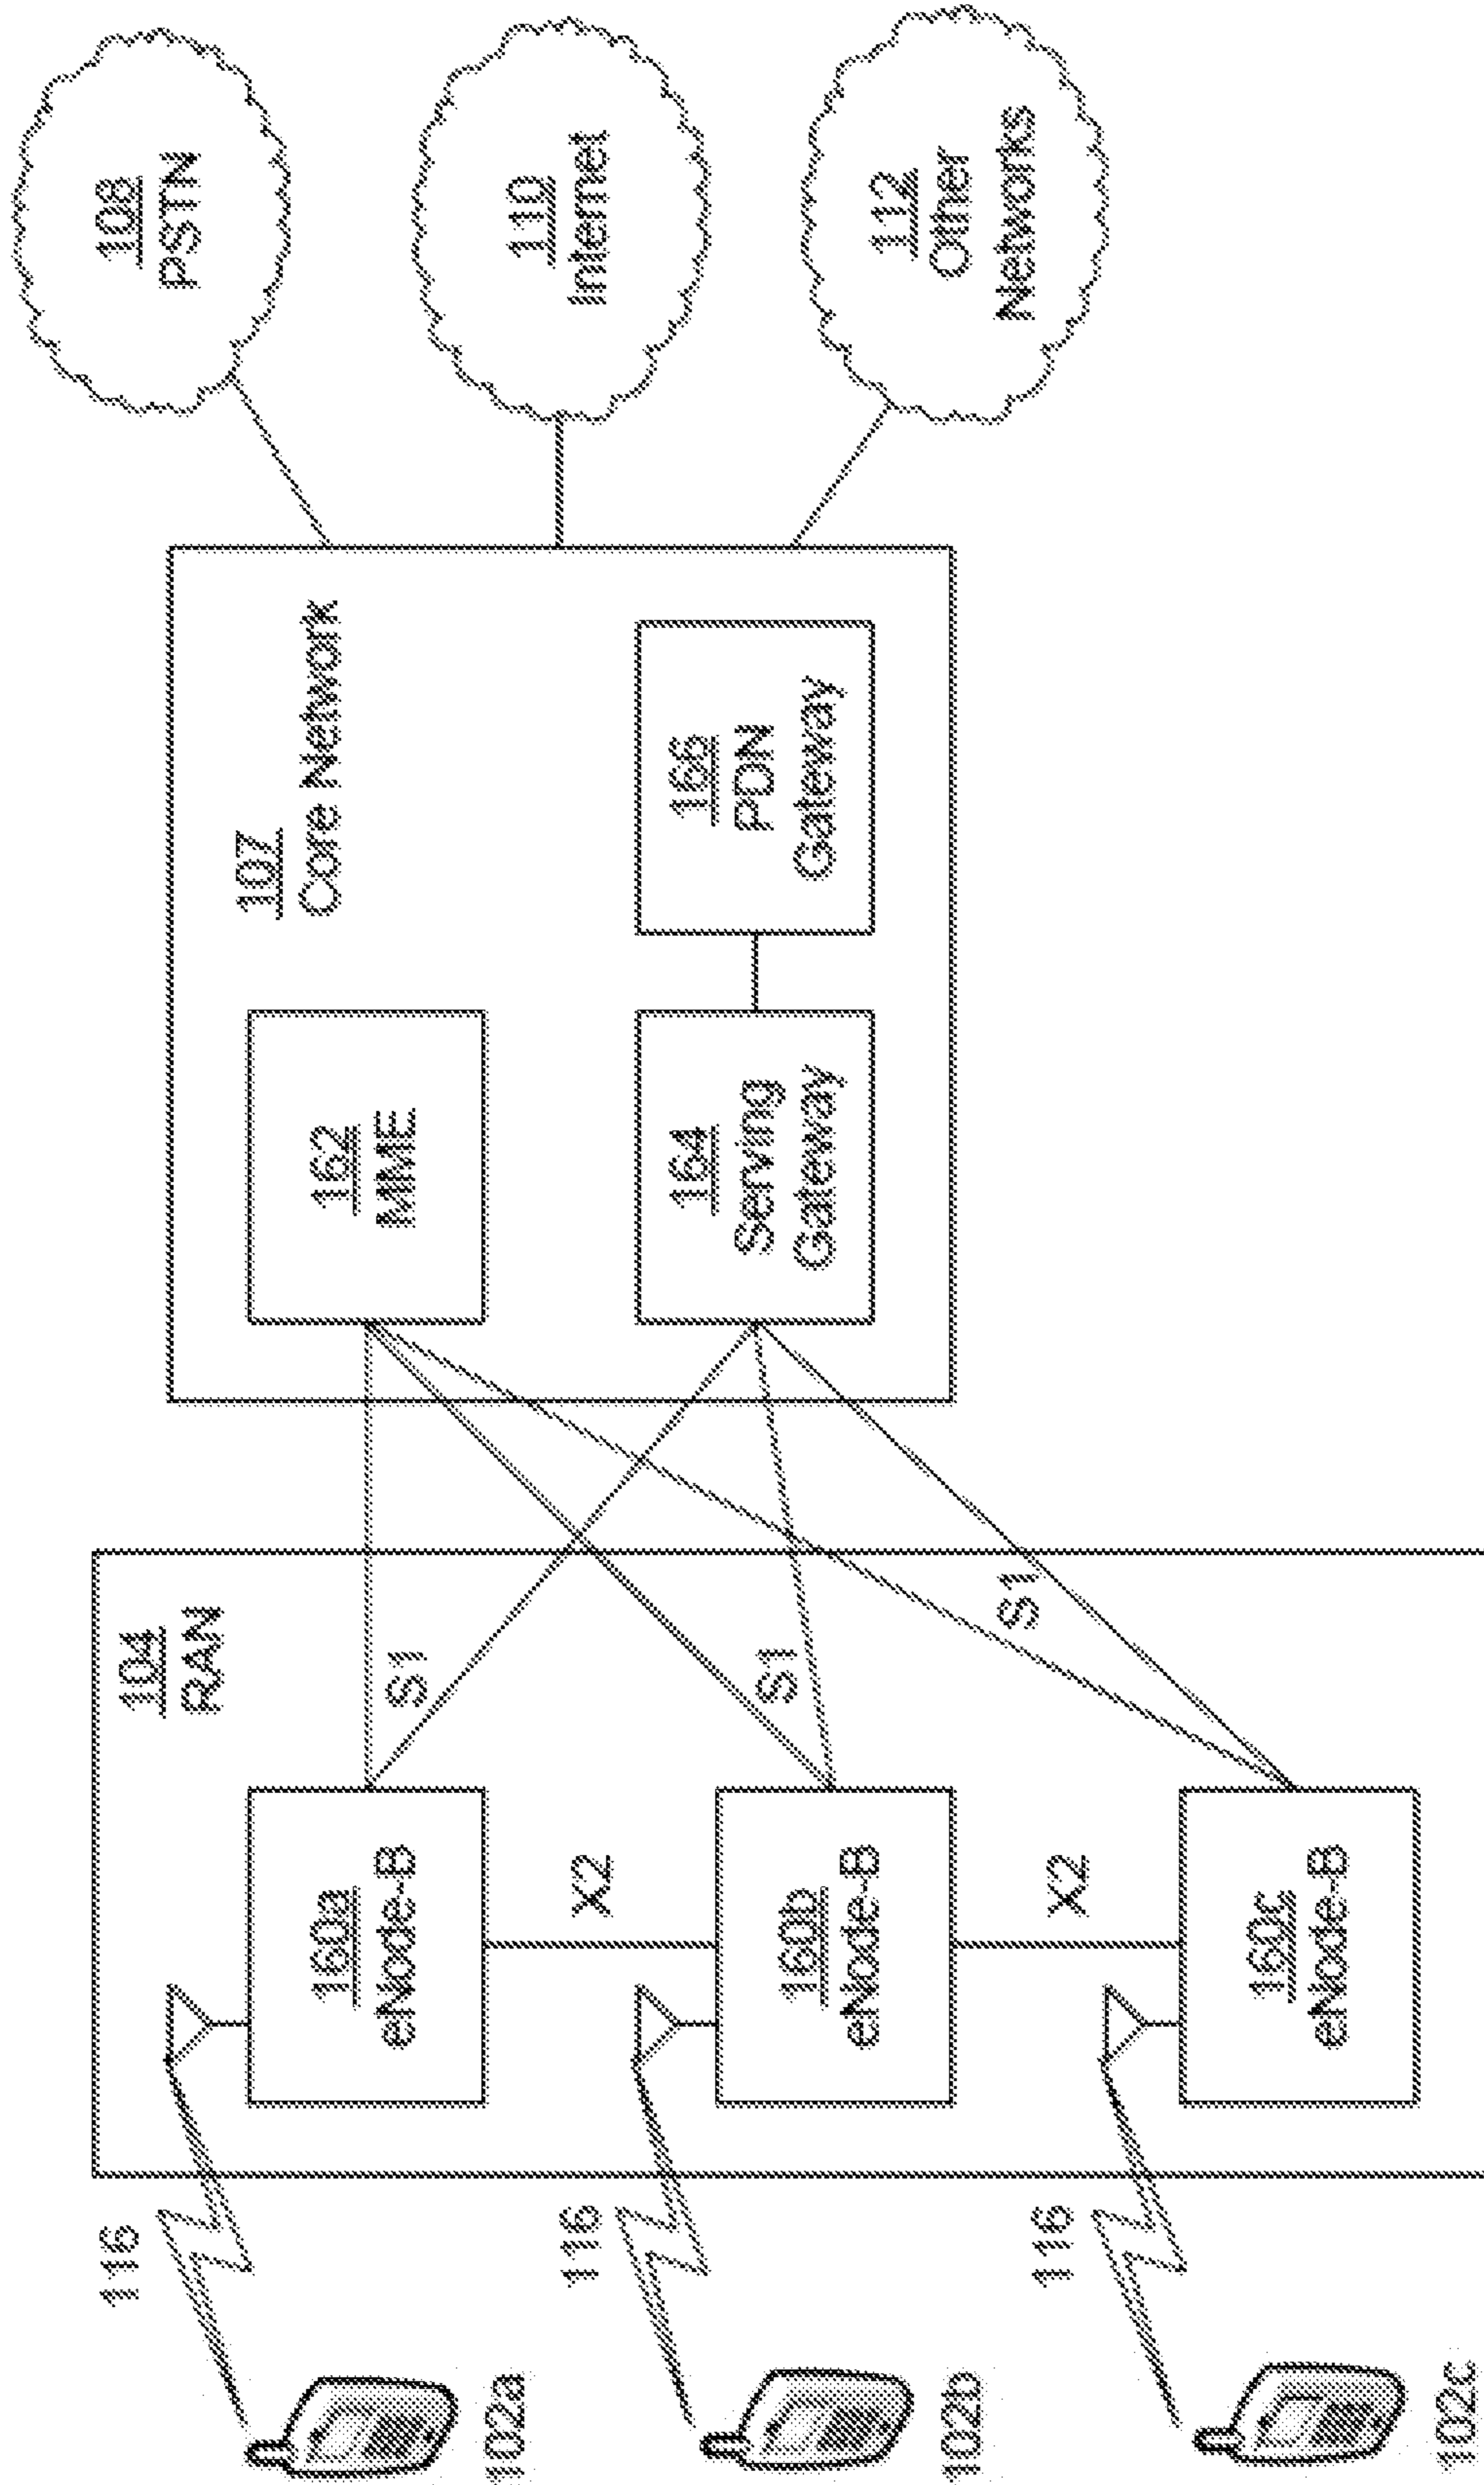 102a
102b
102c
116
116
116
104
RAN
160a
eNode-B
X2
160b
eNode-B
X2
160c
eNode-B
S1
S1
S1
107
Core Network
162
MME
164
Serving
Gateway
166
PDN
Gateway
108
PSTN
110
Internet
112
Other
Networks